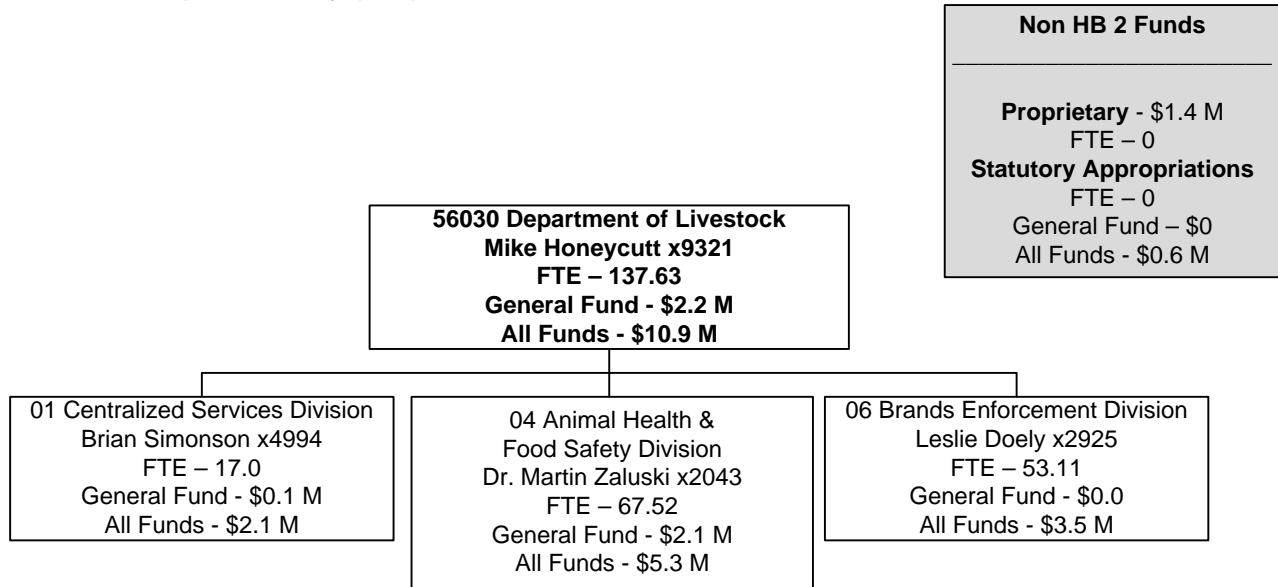 Non HB 2 Funds
Proprietary - $1.4 M
FTE – 0
Statutory Appropriations
FTE – 0
General Fund – $0
All Funds - $0.6 M
56030 Department of Livestock
Mike Honeycutt x9321
FTE – 137.63
General Fund - $2.2 M
All Funds - $10.9 M
01 Centralized Services Division
Brian Simonson x4994
FTE – 17.0
General Fund - $0.1 M
All Funds - $2.1 M
04 Animal Health &
Food Safety Division
Dr. Martin Zaluski x2043
FTE – 67.52
General Fund - $2.1 M
All Funds - $5.3 M
06 Brands Enforcement Division
Leslie Doely x2925
FTE – 53.11
General Fund - $0.0
All Funds - $3.5 M